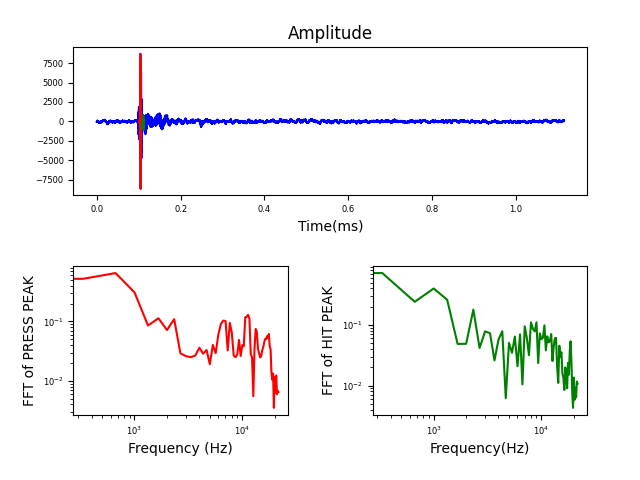 Amplitude
7500
5000
2500
0
−2500
−5000
−7500
0.0 0.2 0.4 0.6 0.8 1.0
Time(ms)
FFT of PRESS PEAK
10⁻¹
10⁻²
10³ 10⁴
Frequency (Hz)
FFT of HIT PEAK
10⁻¹
10⁻²
10³ 10⁴
Frequency(Hz)